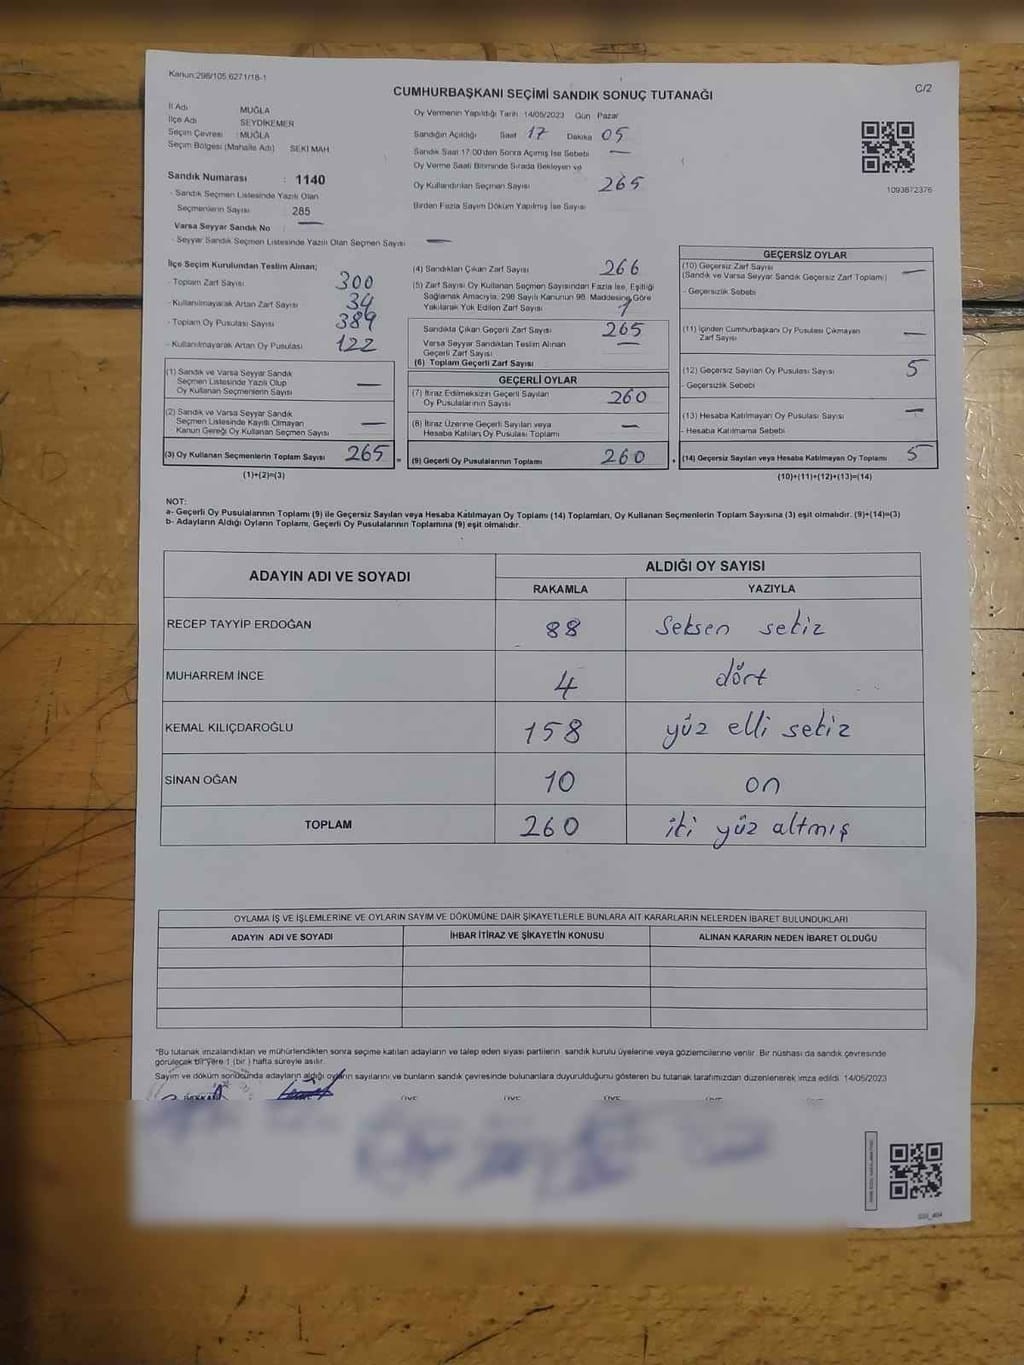 Kanun:298/105,6271/18-1
C/2
CUMHURBAŞKANI SEÇİMİ SANDIK SONUÇ TUTANAĞI
İl Adı MUĞLA
İlçe Adı SEYDİKEMER
Seçim Çevresi :MUĞLA
Seçim Bölgesi (Mahalle Adı) SEKİ MAH.
Oy Vermenin Yapıldığı Tarih 14/05/2023 Gün Pazar
Sandığın Açıldığı Saat 17 Dakika 05
Sandık Saat 17:00'den Sonra Açılmış İse Sebebi —
Oy Verme Saati Bitiminde Sırada Bekleyen ve
Oy Kullandırılan Seçmen Sayısı 265
Birden Fazla Sayım Döküm Yapılmış İse Sayısı
1093872376
Sandık Numarası : 1140
- Sandık Seçmen Listesinde Yazılı Olan
Seçmenlerin Sayısı 285
Varsa Seyyar Sandık No —
- Seyyar Sandık Seçmen Listesinde Yazılı Olan Seçmen Sayısı —
İlçe Seçim Kurulundan Teslim Alınan;
- Toplam Zarf Sayısı 300
- Kullanılmayarak Artan Zarf Sayısı 34
- Toplam Oy Pusulası Sayısı 389
- Kullanılmayarak Artan Oy Pusulası 122
(1) Sandık ve Varsa Seyyar Sandık
Seçmen Listesinde Yazılı Olup
Oy Kullanan Seçmenlerin Sayısı —
(2) Sandık ve Varsa Seyyar Sandık
Seçmen Listesinde Kayıtlı Olmayan
Kanun Gereği Oy Kullanan Seçmen Sayısı —
(3) Oy Kullanan Seçmenlerin Toplam Sayısı 265 =
(1)+(2)=(3)
(4) Sandıktan Çıkan Zarf Sayısı 266
(5) Zarf Sayısı Oy Kullanan Seçmen Sayısından Fazla İse, Eşitliği
Sağlamak Amacıyla, 298 Sayılı Kanunun 98. Maddesine Göre
Yakılarak Yok Edilen Zarf Sayısı 1
Sandıkta Çıkan Geçerli Zarf Sayısı 265
Varsa Seyyar Sandıktan Teslim Alınan
Geçerli Zarf Sayısı —
(6) Toplam Geçerli Zarf Sayısı
GEÇERLİ OYLAR
(7) İtiraz Edilmeksizin Geçerli Sayılan
Oy Pusulalarının Sayısı 260
(8) İtiraz Üzerine Geçerli Sayılan veya
Hesaba Katılan Oy Pusulası Toplamı —
(9) Geçerli Oy Pusulalarının Toplamı 260 +
GEÇERSİZ OYLAR
(10) Geçersiz Zarf Sayısı —
(Sandık ve Varsa Seyyar Sandık Geçersiz Zarf Toplamı)
- Geçersizlik Sebebi
(11) İçinden Cumhurbaşkanı Oy Pusulası Çıkmayan
Zarf Sayısı —
(12) Geçersiz Sayılan Oy Pusulası Sayısı 5
- Geçersizlik Sebebi
(13) Hesaba Katılmayan Oy Pusulası Sayısı —
- Hesaba Katılmama Sebebi
(14) Geçersiz Sayılan veya Hesaba Katılmayan Oy Toplamı 5
(10)+(11)+(12)+(13)=(14)
NOT:
a- Geçerli Oy Pusulalarının Toplamı (9) ile Geçersiz Sayılan veya Hesaba Katılmayan Oy Toplamı (14) Toplamları, Oy Kullanan Seçmenlerin Toplam Sayısına (3) eşit olmalıdır. (9)+(14)=(3)
b- Adayların Aldığı Oyların Toplamı, Geçerli Oy Pusulalarının Toplamına (9) eşit olmalıdır.
ADAYIN ADI VE SOYADI ALDIĞI OY SAYISI
RAKAMLA YAZIYLA
RECEP TAYYİP ERDOĞAN 88 Seksen sekiz
MUHARREM İNCE 4 dört
KEMAL KILIÇDAROĞLU 158 yüz elli sekiz
SİNAN OĞAN 10 on
TOPLAM 260 iki yüz altmış
OYLAMA İŞ VE İŞLEMLERİNE VE OYLARIN SAYIM VE DÖKÜMÜNE DAİR ŞİKAYETLERLE BUNLARA AİT KARARLARIN NELERDEN İBARET BULUNDUKLARI
ADAYIN ADI VE SOYADI İHBAR İTİRAZ VE ŞİKAYETİN KONUSU ALINAN KARARIN NEDEN İBARET OLDUĞU
*Bu tutanak imzalandıktan ve mühürlendikten sonra seçime katılan adayların ve talep eden siyasi partilerin sandık kurulu üyelerine veya gözlemcilerine verilir. Bir nüshası da sandık çevresinde
görülecek bir yere 1 (bir) hafta süreyle asılır.
Sayım ve döküm sonucunda adayların aldığı oyların sayılarını ve bunların sandık çevresinde bulunanlara duyurulduğunu gösteren bu tutanak tarafımızdan düzenlenerek imza edildi. 14/05/2023
ÜYE ÜYE ÜYE ÜYE ÜYE